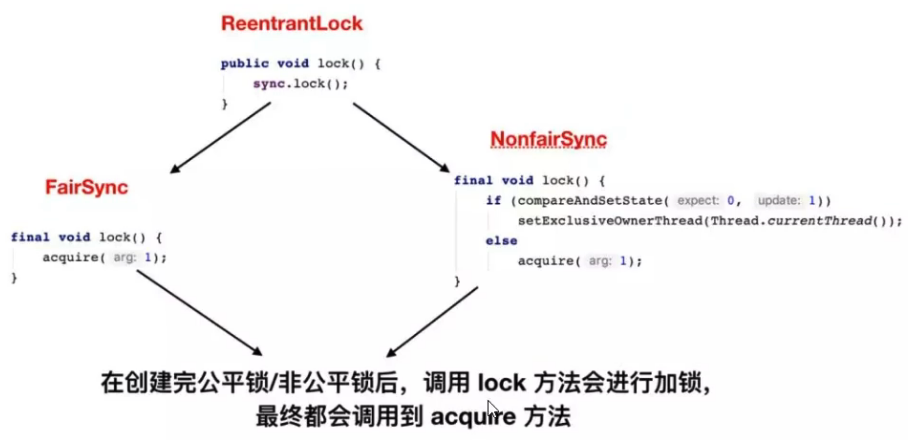 ReentrantLock
public void lock() {
sync.lock();
}
NonfairSync
final void lock() {
if (compareAndSetState( expect: 0, update: 1))
setExclusiveOwnerThread(Thread.currentThread());
else
acquire( arg: 1);
}
FairSync
final void lock() {
acquire( arg: 1);
}
在创建完公平锁/非公平锁后，调用 lock 方法会进行加锁，
最终都会调用到 acquire 方法